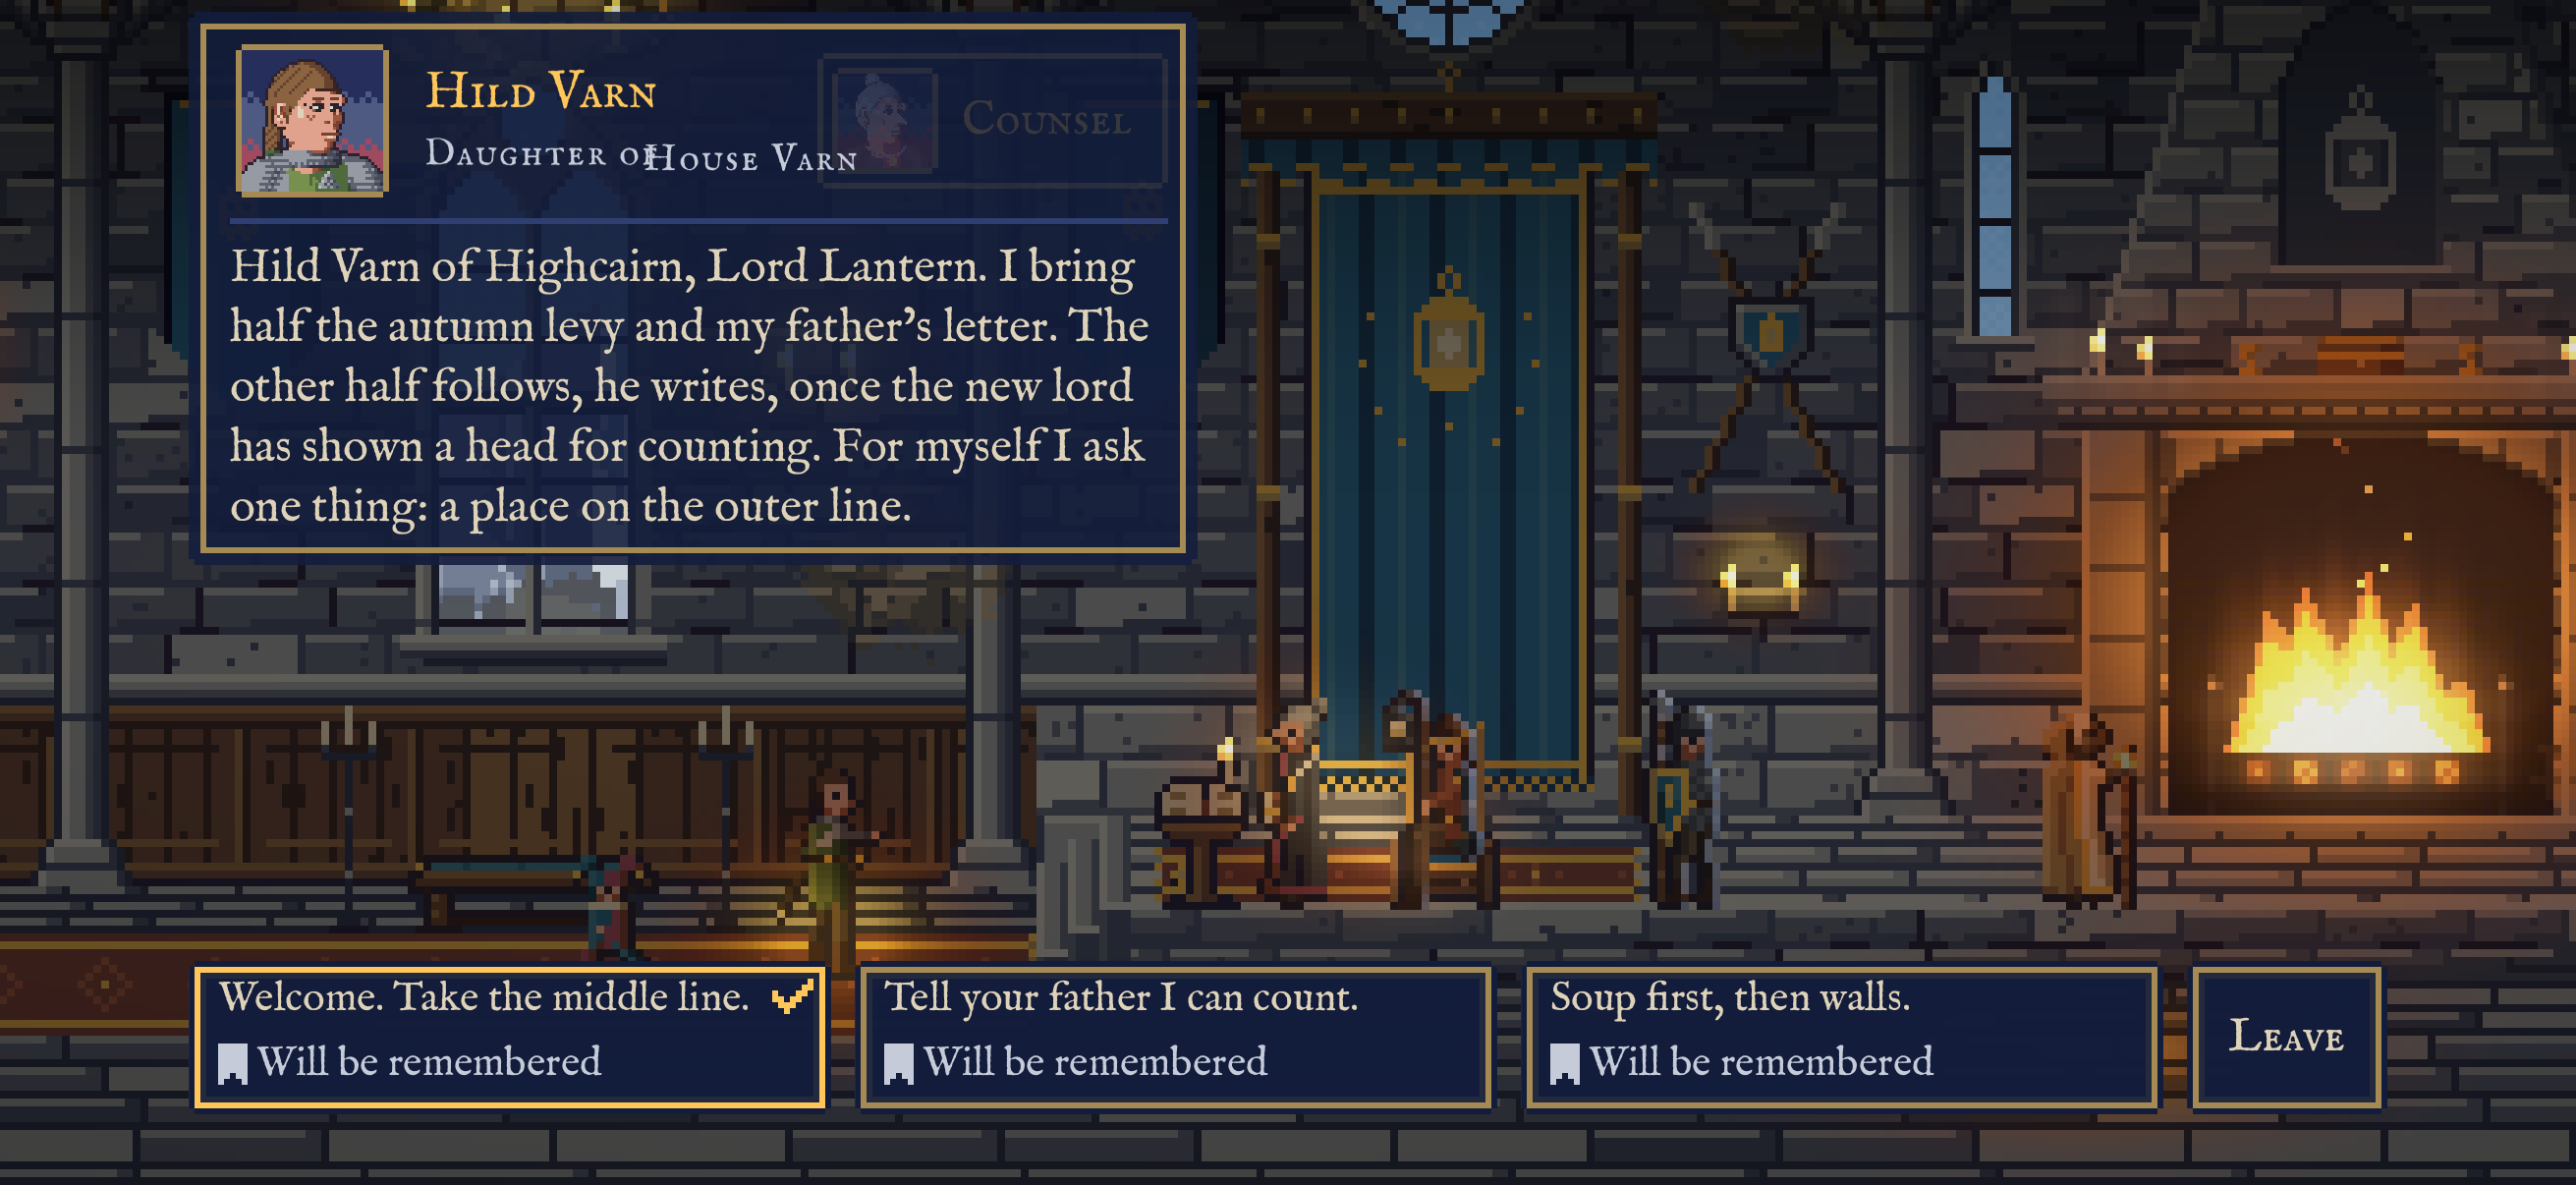 Hild Varn
Counsel
Daughter of House Varn
Hild Varn of Highcairn, Lord Lantern. I bring
half the autumn levy and my father's letter. The
other half follows, he writes, once the new lord
has shown a head for counting. For myself I ask
one thing: a place on the outer line.
Welcome. Take the middle line.
Will be remembered
Tell your father I can count.
Will be remembered
Soup first, then walls.
Will be remembered
Leave